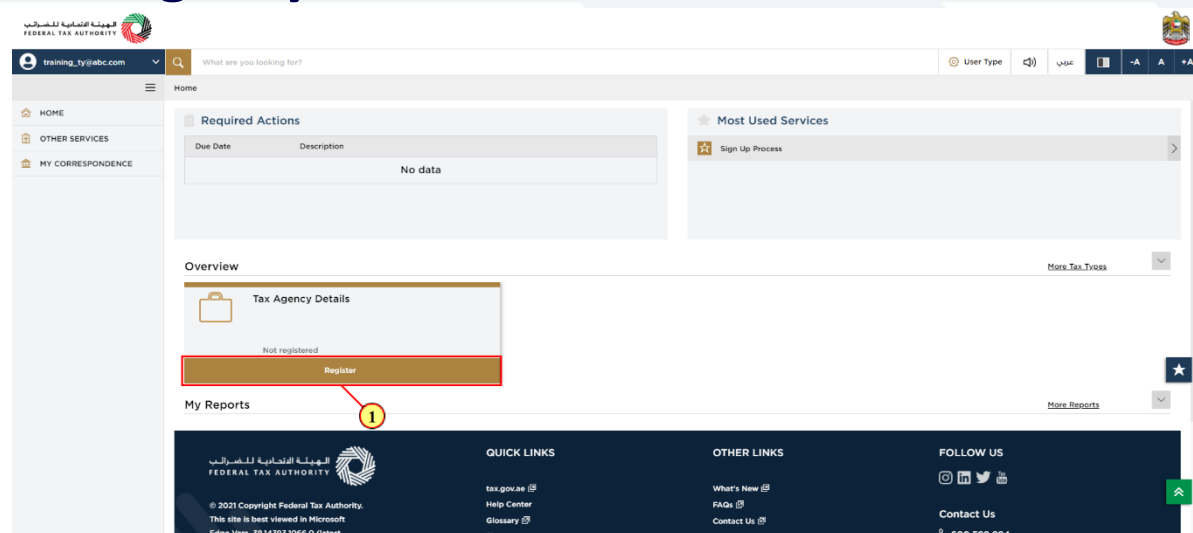 الهيئة الاتحادية للضرائب
FEDERAL TAX AUTHORITY
training_ty@abc.com
What are you looking for?
User Type
عربي
-A A +A
Home
HOME
OTHER SERVICES
MY CORRESPONDENCE
Required Actions
Due Date Description
No data
Most Used Services
Sign Up Process
Overview
More Tax Types
Tax Agency Details
Not registered
Register
1
My Reports
More Reports
الهيئة الاتحادية للضرائب
FEDERAL TAX AUTHORITY
© 2021 Copyright Federal Tax Authority.
This site is best viewed in Microsoft
QUICK LINKS
tax.gov.ae
Help Center
Glossary
OTHER LINKS
What's New
FAQs
Contact Us
FOLLOW US
Contact Us